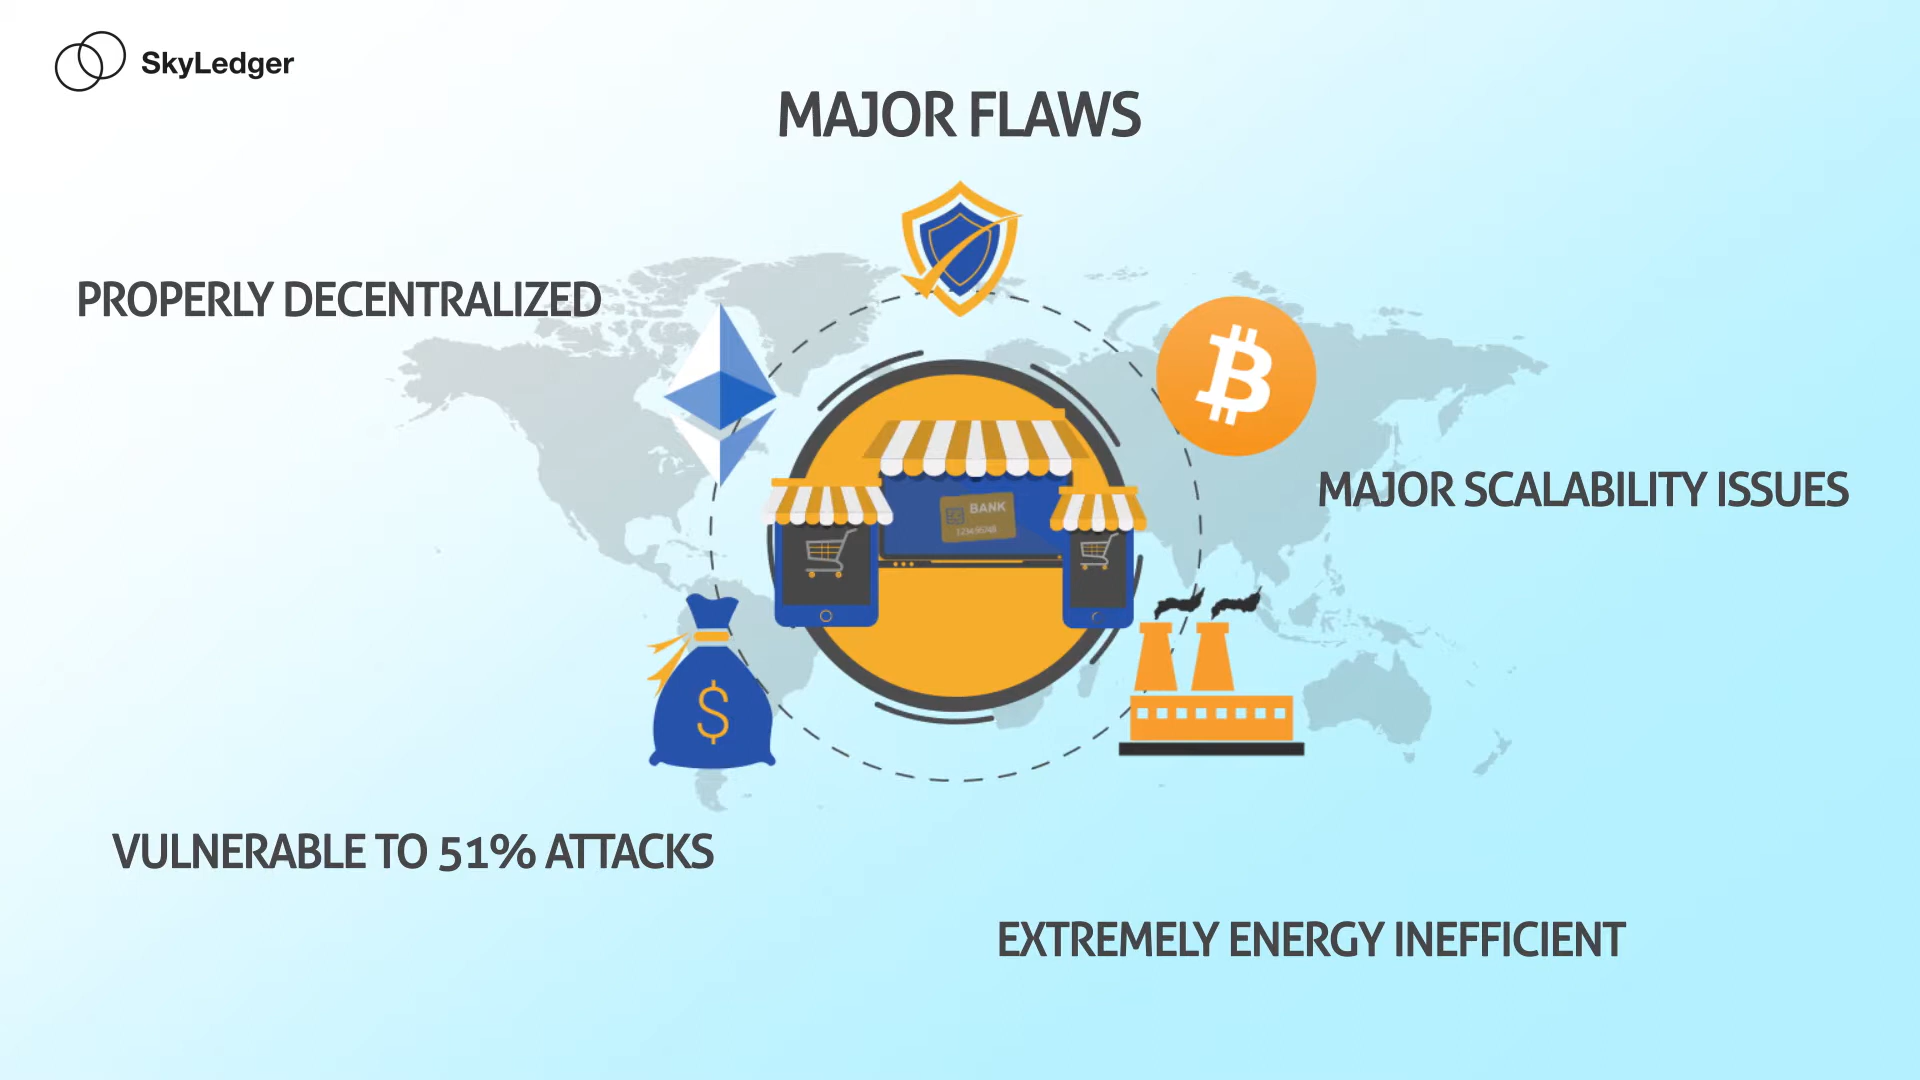 SkyLedger
MAJOR FLAWS
PROPERLY DECENTRALIZED
MAJOR SCALABILITY ISSUES
BANK
VULNERABLE TO 51% ATTACKS
EXTREMELY ENERGY INEFFICIENT